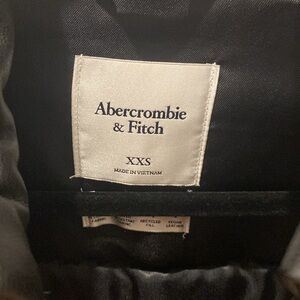 Abercrombie
& Fitch
XXS
MADE IN VIETNAM
RECYCLED VEGAN
FILL LEATHER